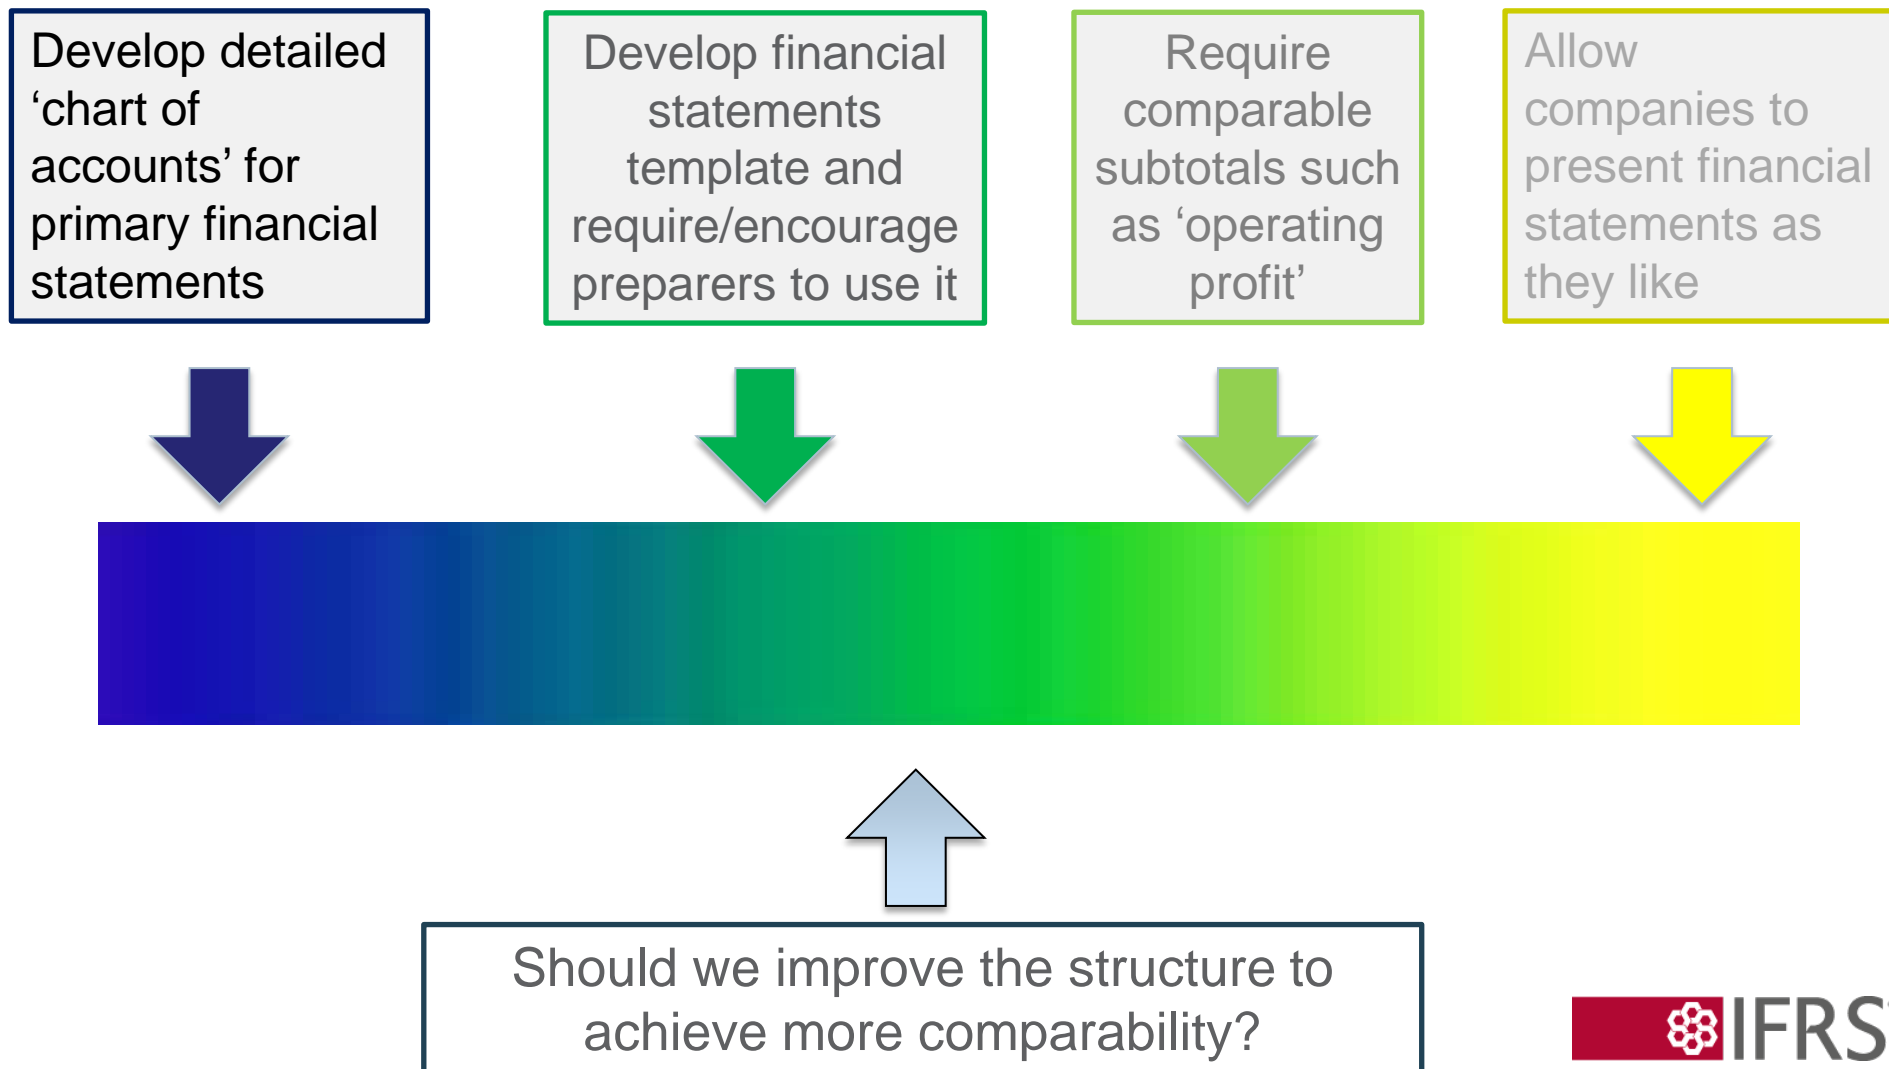 Develop detailed
‘chart of
accounts’ for
primary financial
statements
Develop financial
statements
template and
require/encourage
preparers to use it
Require
comparable
subtotals such
as ‘operating
profit’
Allow
companies to
present financial
statements as
they like
Should we improve the structure to
achieve more comparability?
IFRS